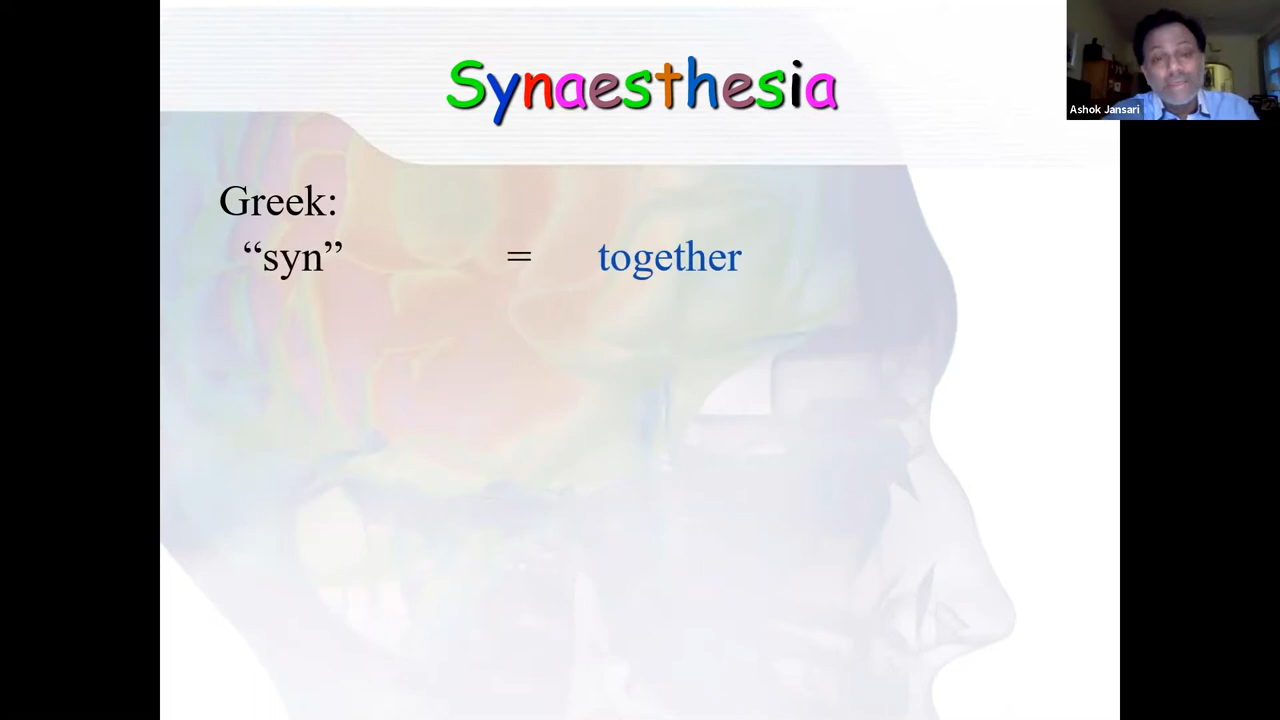 Synaesthesia
Ashok Jansari
Greek:
“syn” = together